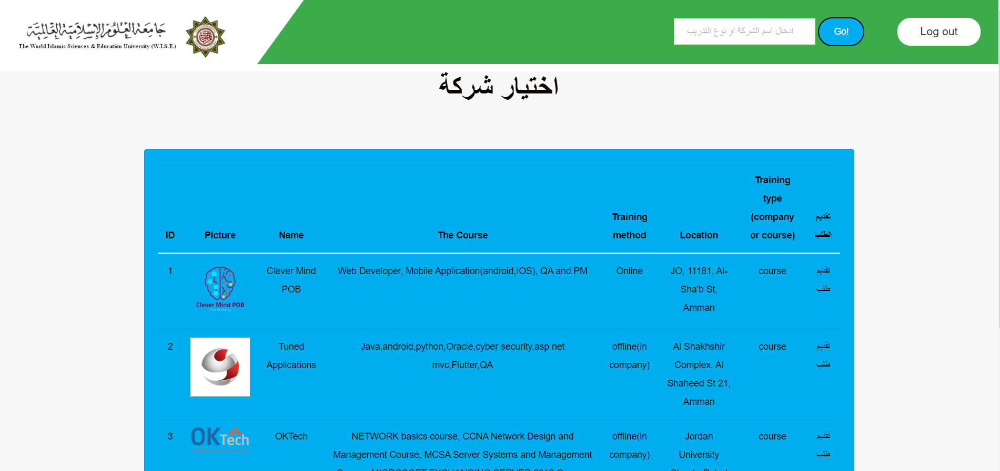 جامعة العلوم الإسلامية العالمية
The World Islamic Sciences & Education University (W.I.S.E.)
ادخال اسم الشركة او نوع التدريب
Go!
Log out
اختيار شركة
ID
Picture
Name
The Course
Training
method
Location
Training
type
(company
or course)
تقديم
الطلب
1
Clever Mind POB
Power of Believing
Clever Mind
POB
Web Developer, Mobile Application(android,IOS), QA and PM
Online
JO, 11181, Al-
Sha'b St,
Amman
course
تقديم
طلب
2
Tuned
Applications
Java,android,python,Oracle,cyber security,asp net
mvc,Flutter,QA
offline(in
company)
Al Shakhshir
Complex, Al
Shaheed St 21,
Amman
course
تقديم
طلب
3
OKTech
OKTech
NETWORK basics course, CCNA Network Design and
Management Course, MCSA Server Systems and Management
offline(in
company)
Jordan
University
course
تقديم
طلب